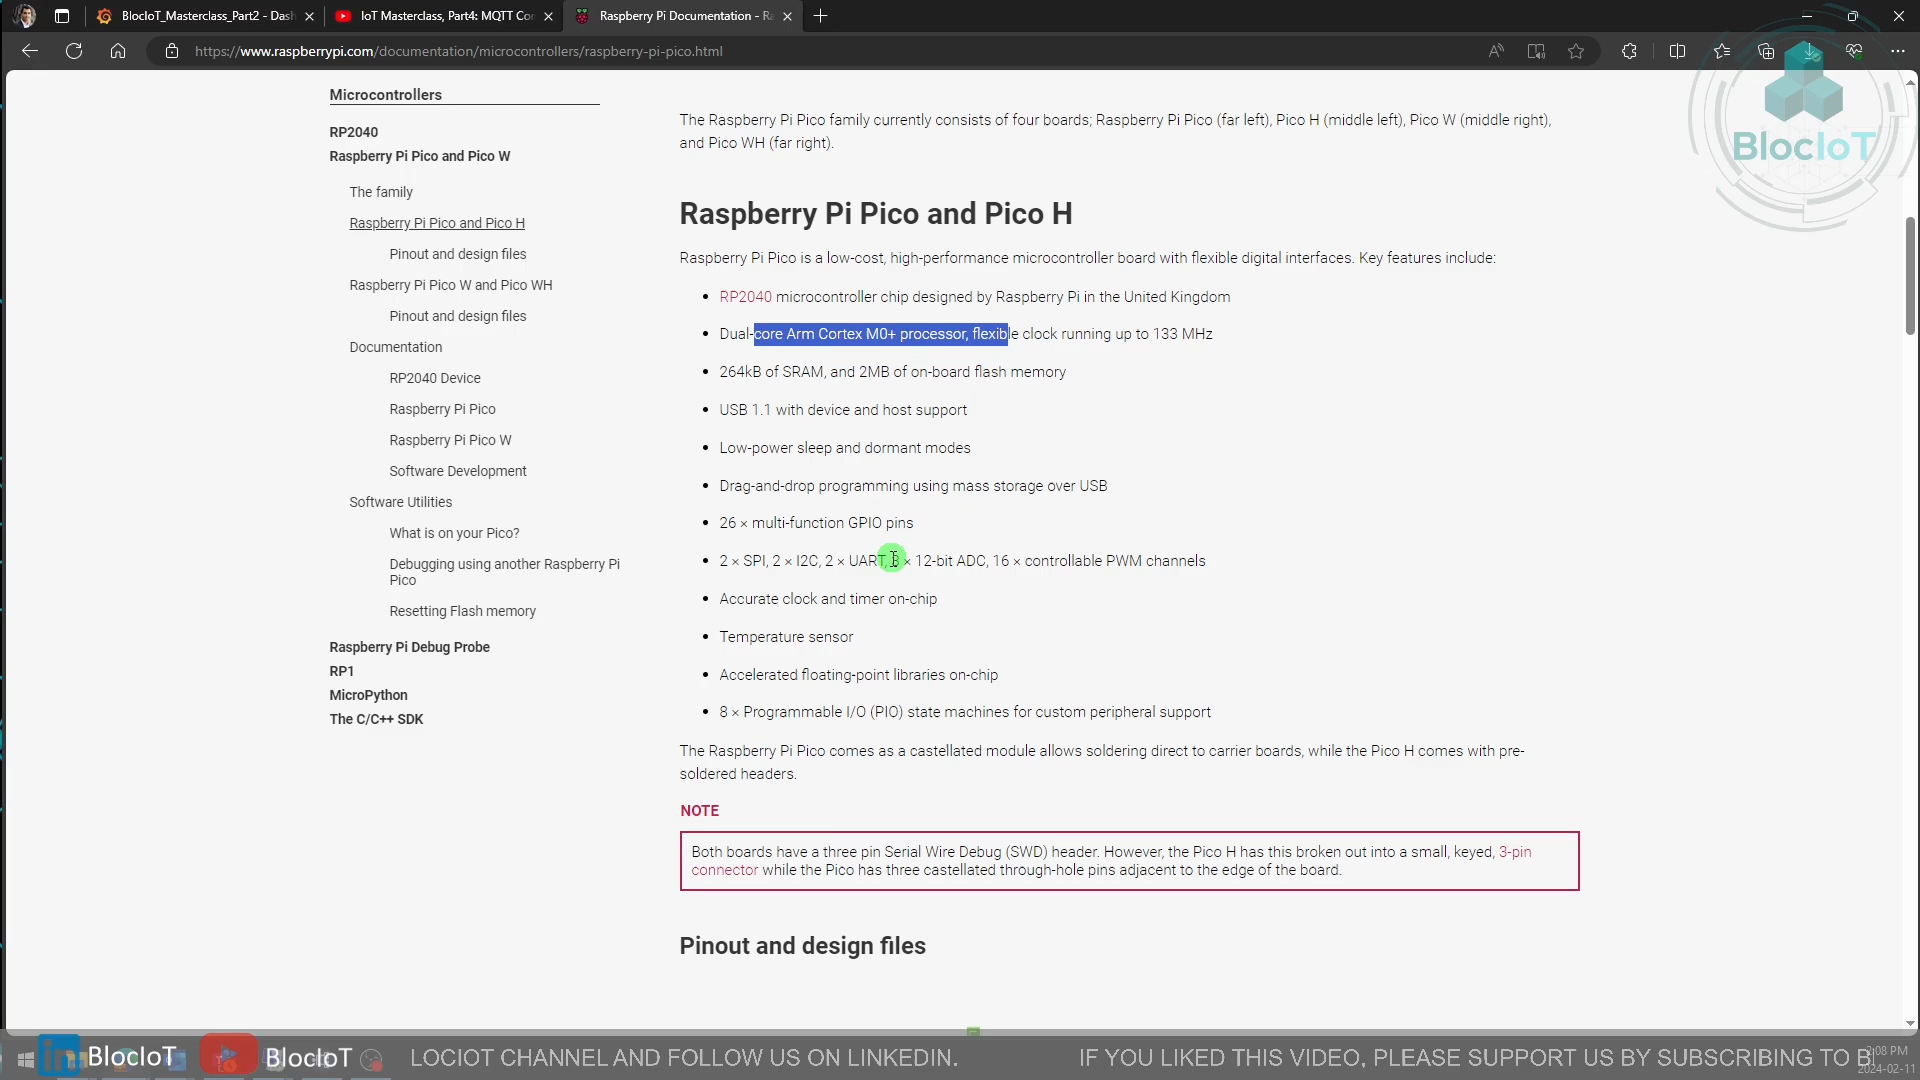 BlocIoT_Masterclass_Part2 - Dash
IoT Masterclass, Part4: MQTT Con
Raspberry Pi Documentation - Ra
https://www.raspberrypi.com/documentation/microcontrollers/raspberry-pi-pico.html
BlocIoT
Microcontrollers
RP2040
Raspberry Pi Pico and Pico W
The family
Raspberry Pi Pico and Pico H
Pinout and design files
Raspberry Pi Pico W and Pico WH
Pinout and design files
Documentation
RP2040 Device
Raspberry Pi Pico
Raspberry Pi Pico W
Software Development
Software Utilities
What is on your Pico?
Debugging using another Raspberry Pi
Pico
Resetting Flash memory
Raspberry Pi Debug Probe
RP1
MicroPython
The C/C++ SDK
The Raspberry Pi Pico family currently consists of four boards; Raspberry Pi Pico (far left), Pico H (middle left), Pico W (middle right),
and Pico WH (far right).
Raspberry Pi Pico and Pico H
Raspberry Pi Pico is a low-cost, high-performance microcontroller board with flexible digital interfaces. Key features include:
• RP2040 microcontroller chip designed by Raspberry Pi in the United Kingdom
• Dual-core Arm Cortex M0+ processor, flexible clock running up to 133 MHz
• 264kB of SRAM, and 2MB of on-board flash memory
• USB 1.1 with device and host support
• Low-power sleep and dormant modes
• Drag-and-drop programming using mass storage over USB
• 26 × multi-function GPIO pins
• 2 × SPI, 2 × I2C, 2 × UART, 3 × 12-bit ADC, 16 × controllable PWM channels
• Accurate clock and timer on-chip
• Temperature sensor
• Accelerated floating-point libraries on-chip
• 8 × Programmable I/O (PIO) state machines for custom peripheral support
The Raspberry Pi Pico comes as a castellated module allows soldering direct to carrier boards, while the Pico H comes with pre-
soldered headers.
NOTE
Both boards have a three pin Serial Wire Debug (SWD) header. However, the Pico H has this broken out into a small, keyed, 3-pin
connector while the Pico has three castellated through-hole pins adjacent to the edge of the board.
Pinout and design files
in BlocIoT BlocIoT LOCIOT CHANNEL AND FOLLOW US ON LINKEDIN. IF YOU LIKED THIS VIDEO, PLEASE SUPPORT US BY SUBSCRIBING TO B
2:08 PM
2024-02-11